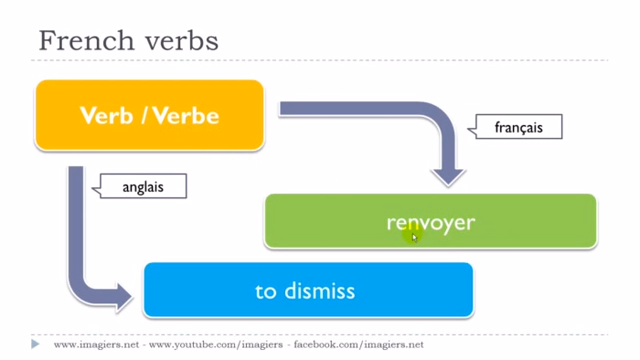 French verbs
Verb / Verbe
français
anglais
renvoyer
to dismiss
www.imagiers.net - www.youtube.com/imagiers - facebook.com/imagiers.net